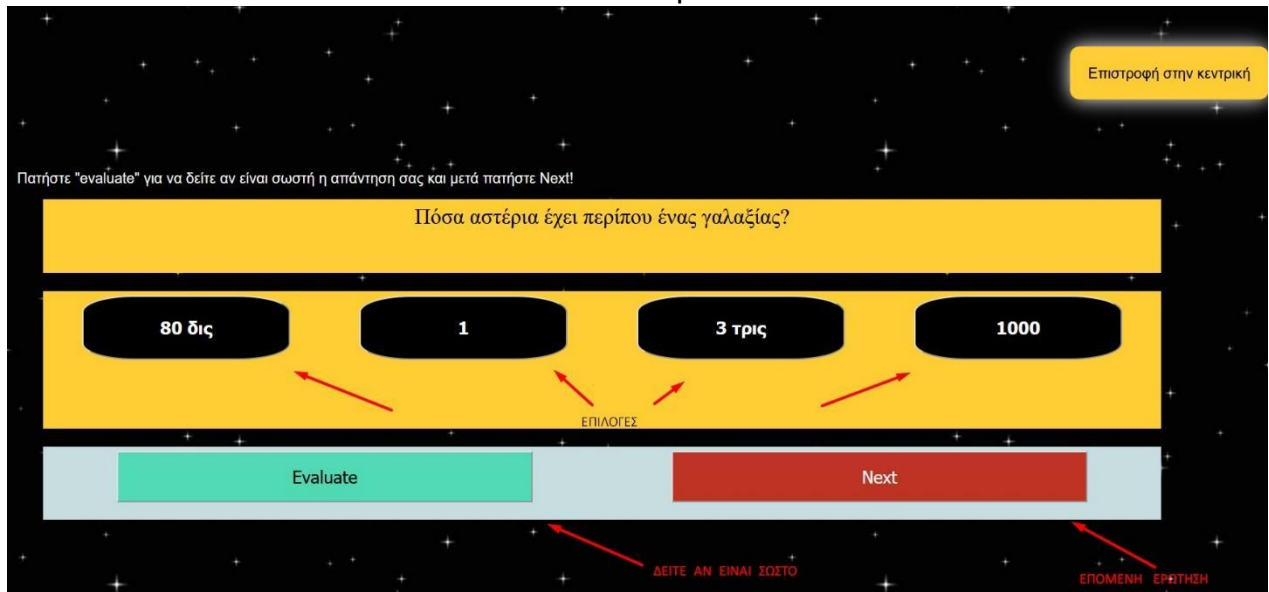 Επιστροφή στην κεντρική
Πατήστε "evaluate" για να δείτε αν είναι σωστή η απάντηση σας και μετά πατήστε Next!
Πόσα αστέρια έχει περίπου ένας γαλαξίας?
80 δις 1 3 τρις 1000
ΕΠΙΛΟΓΕΣ
Evaluate Next
ΔΕΙΤΕ ΑΝ ΕΙΝΑΙ ΣΩΣΤΟ
ΕΠΟΜΕΝΗ ΕΡΩΤΗΣΗ